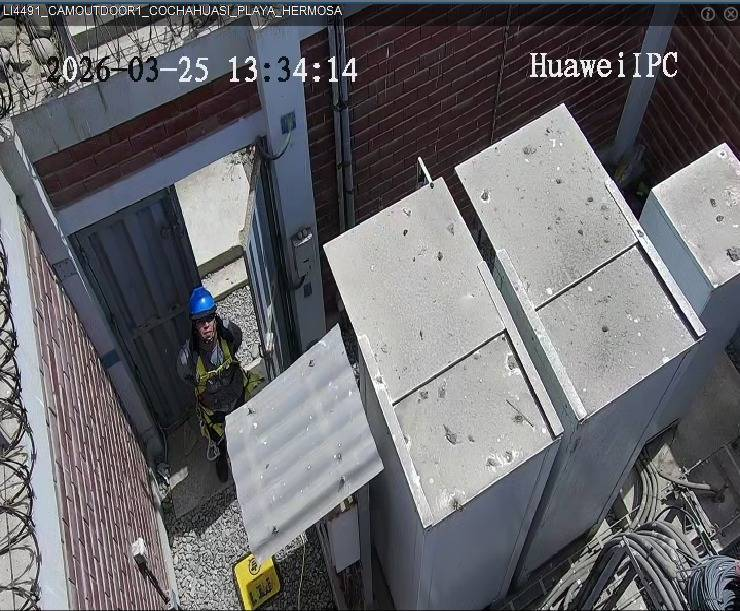 LI4491_CAMOUTDOOR1_COCHAHUASI_PLAYA_HERMOSA
2026-03-25 13:34:14
HuaweiIPC